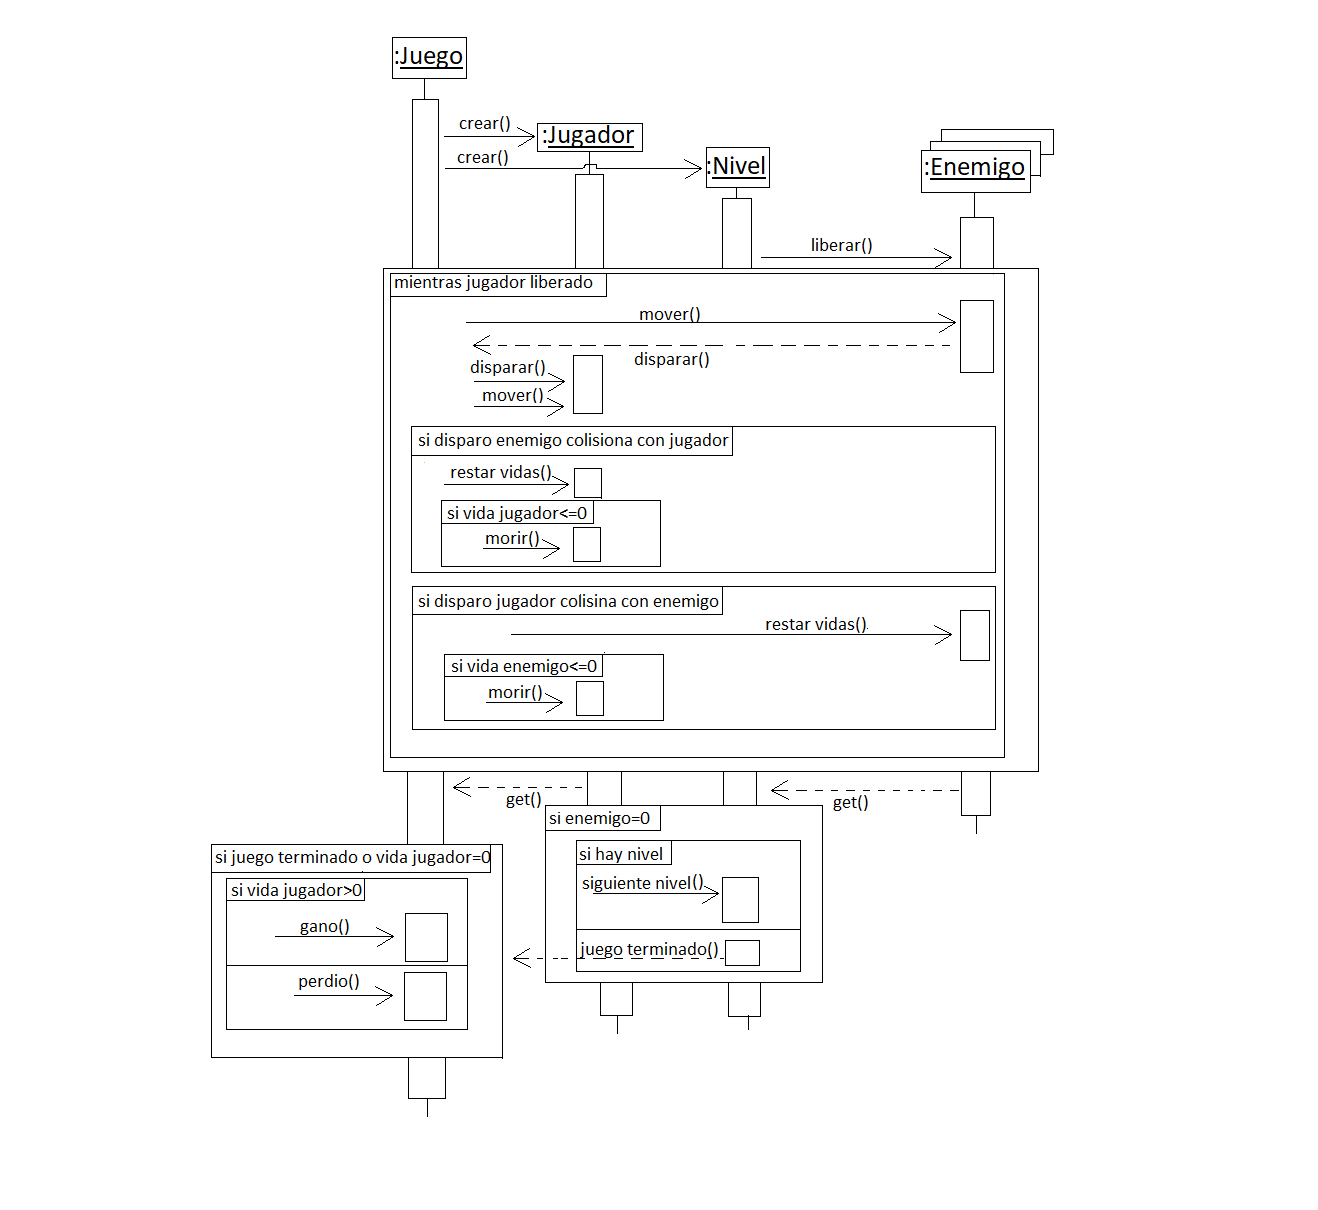 :Juego
crear()
:Jugador
crear()
:Nivel
:Enemigo
liberar()
mientras jugador liberado
mover()
disparar()
disparar()
mover()
si disparo enemigo colisiona con jugador
restar vidas()
si vida jugador<=0
morir()
si disparo jugador colisina con enemigo
restar vidas()
si vida enemigo<=0
morir()
get()
get()
si enemigo=0
si juego terminado o vida jugador=0
si hay nivel
siguiente nivel()
si vida jugador>0
gano()
juego terminado()
perdio()